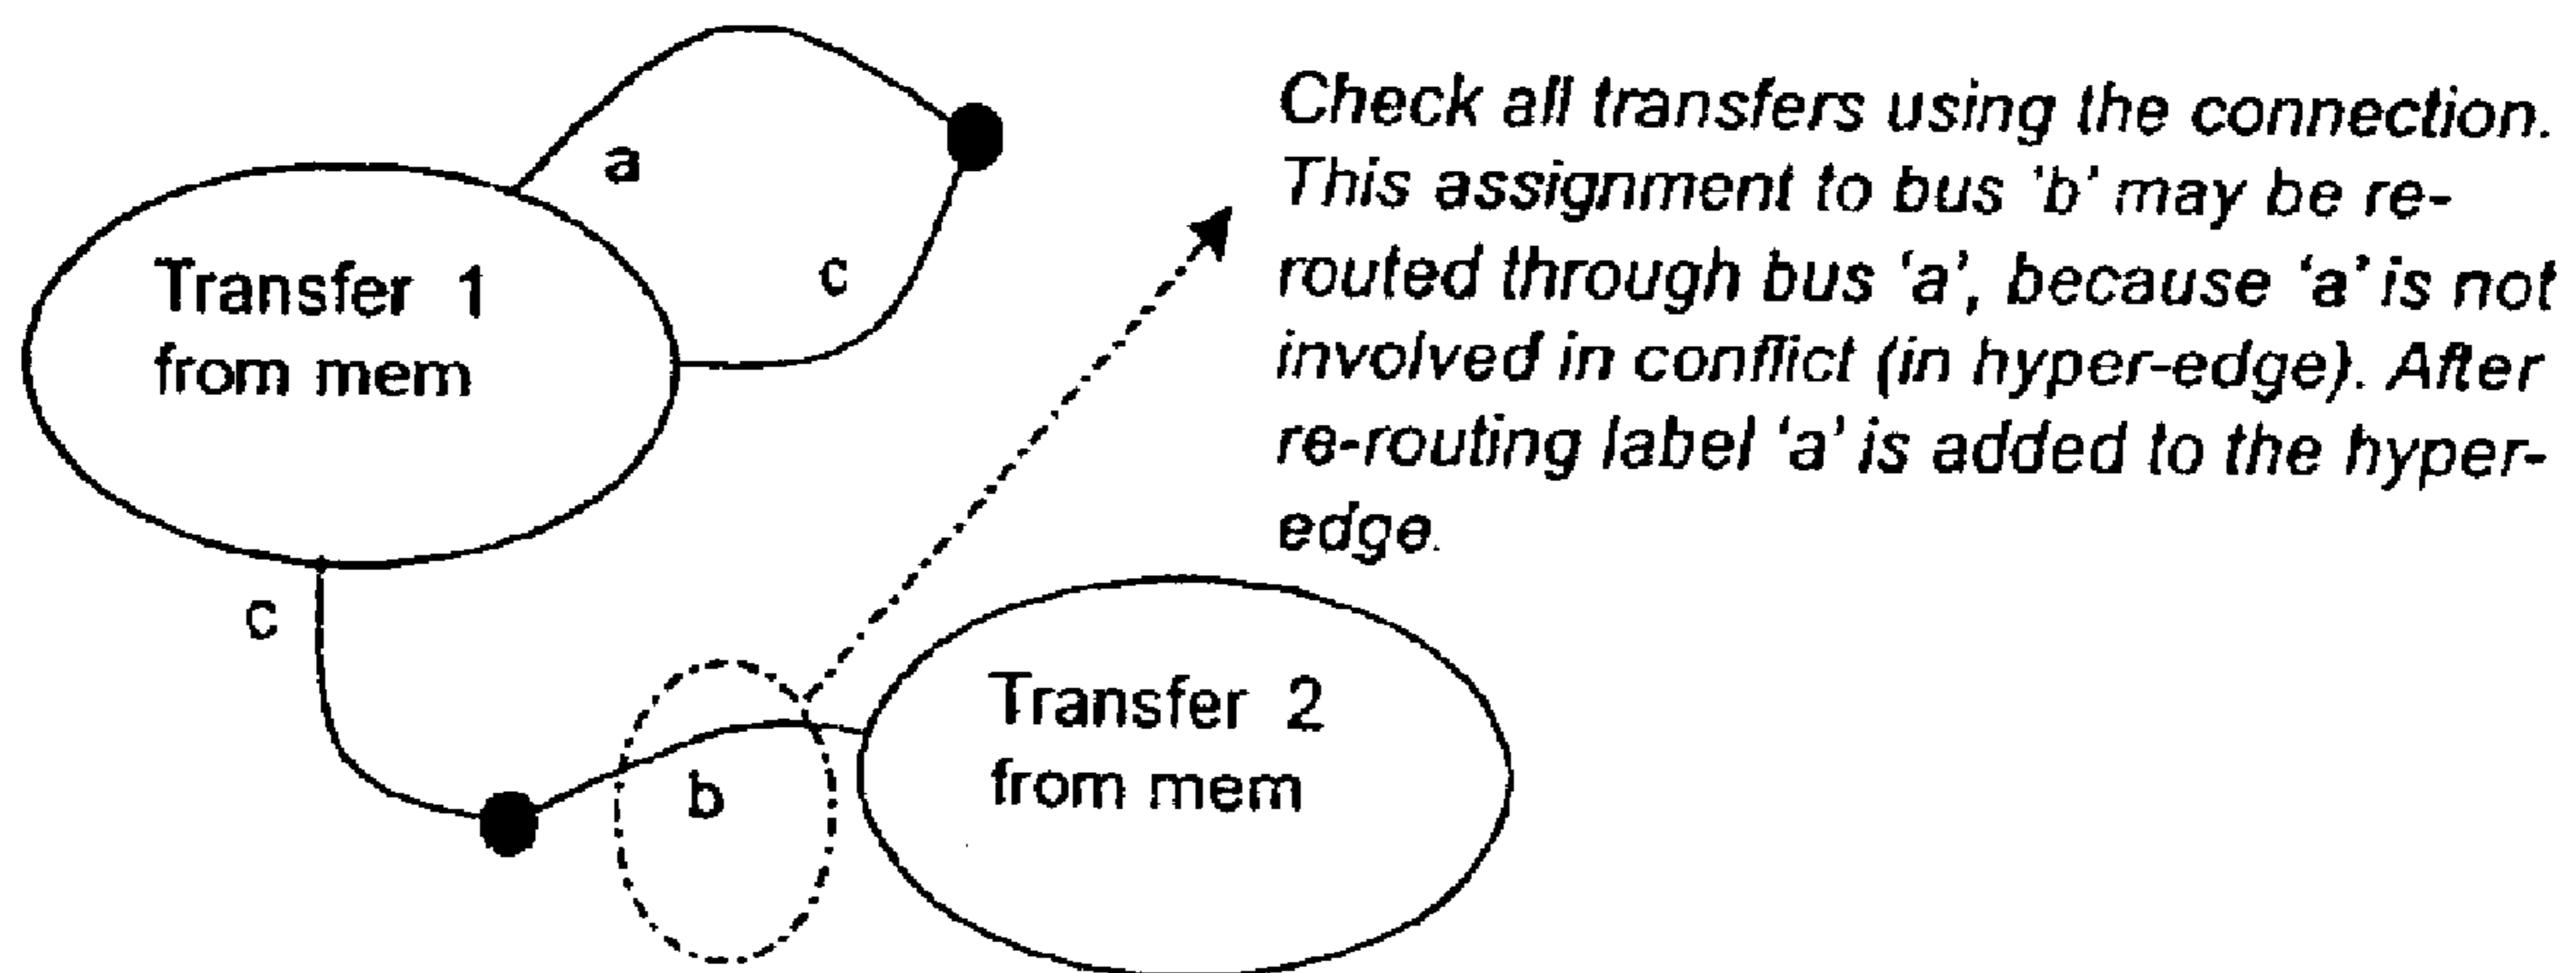 a
Check all transfers using the connection.
This assignment to bus 'b' may be re-
routed through bus 'a', because 'a' is not
involved in conflict (in hyper-edge). After
re-routing label 'a' is added to the hyper-
edge.
c
Transfer 1
from mem
c
Transfer 2
from mem
b